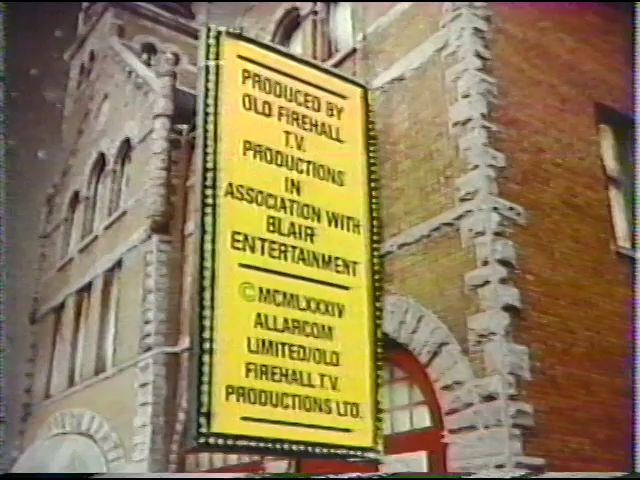 PRODUCED BY
OLD FIREHALL
T.V.
PRODUCTIONS
IN
ASSOCIATION WITH
BLAIR
ENTERTAINMENT
©MCMLXXXIV
ALLARCOM
LIMITED/OLD
FIREHALL T.V.
PRODUCTIONS LTD.